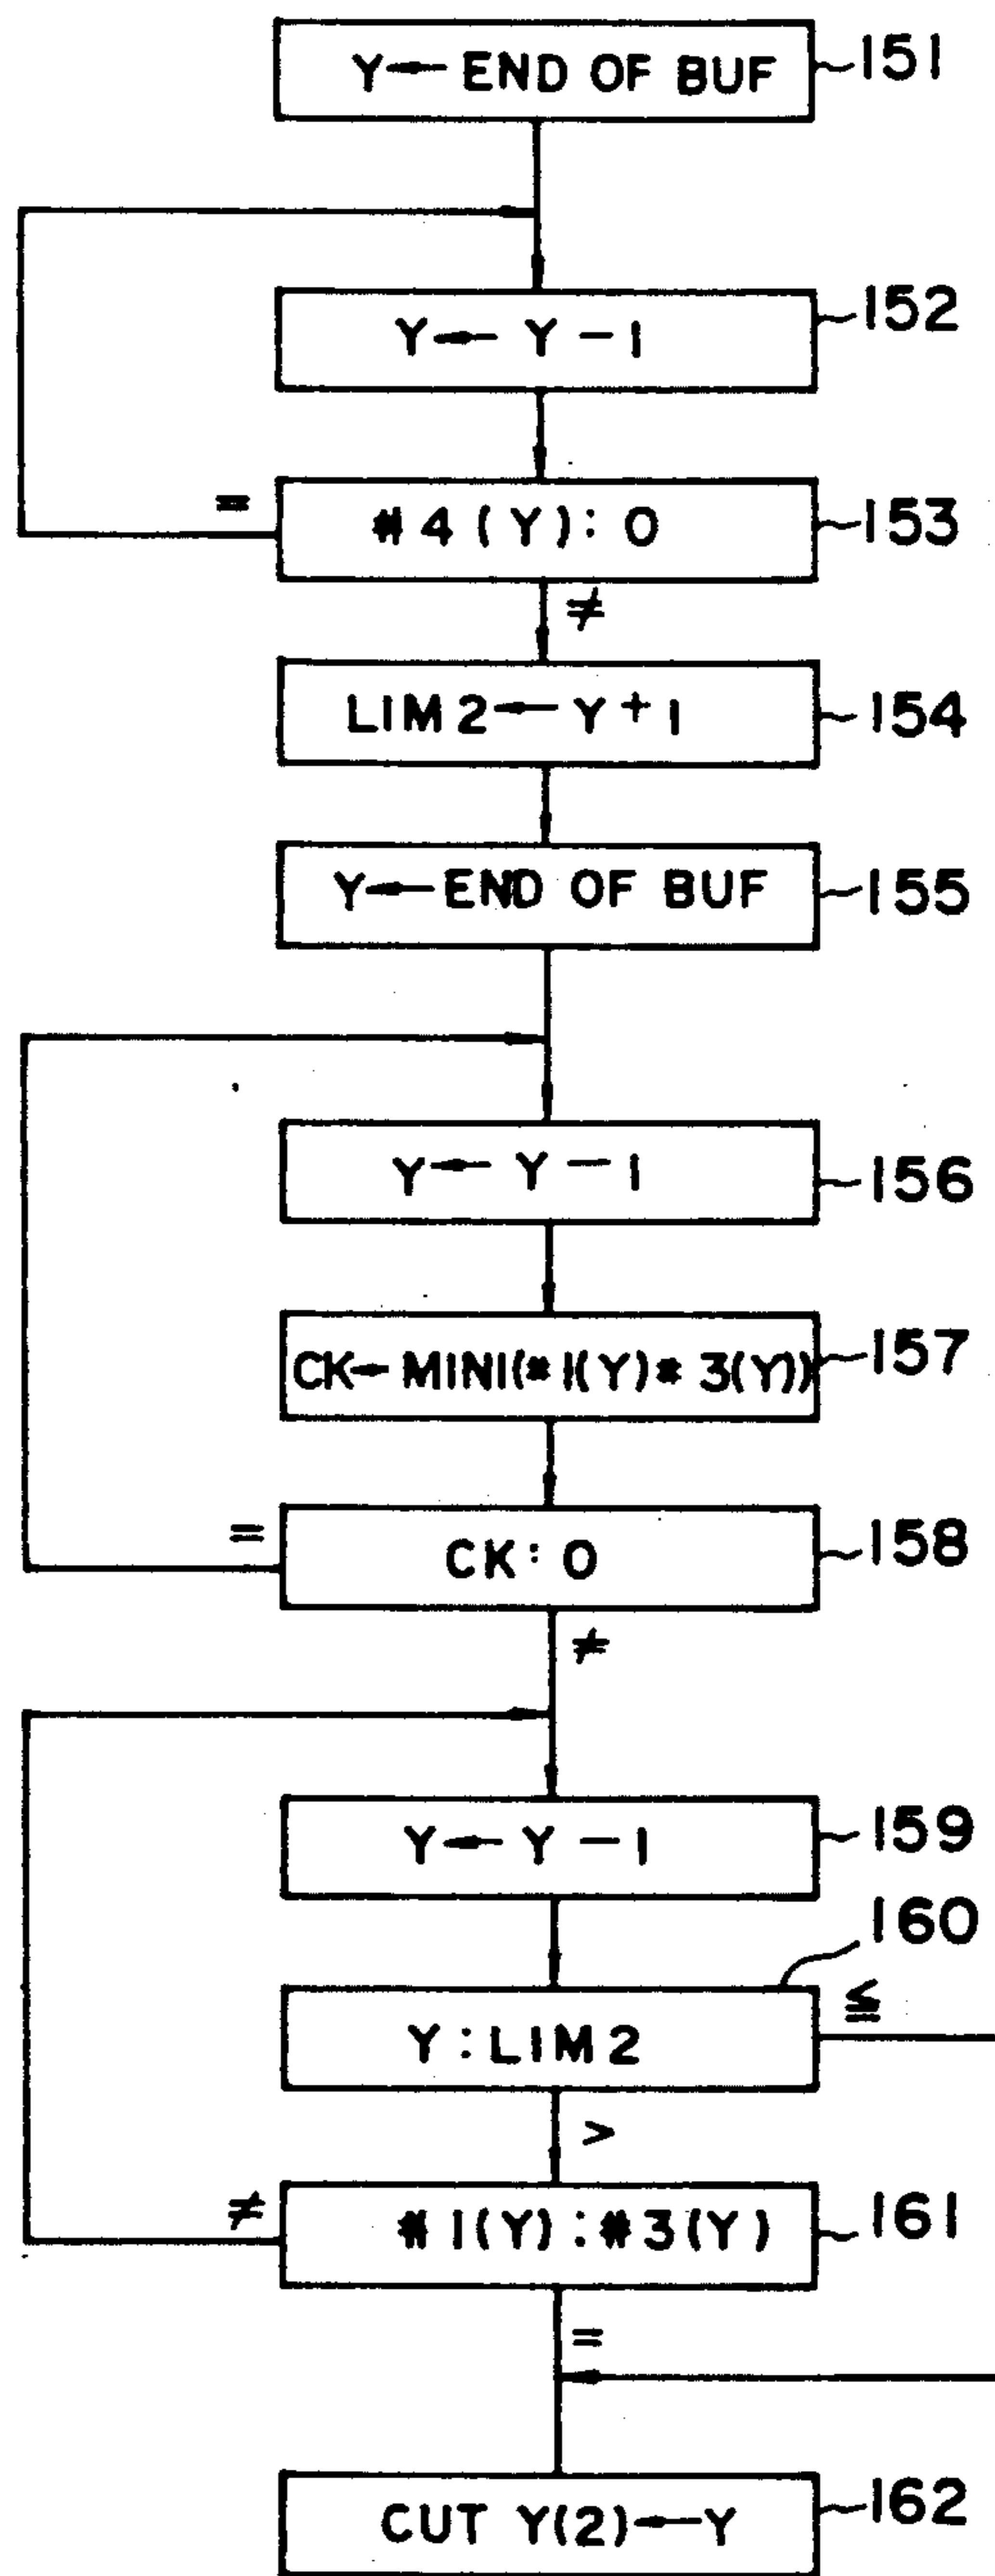 Y←END OF BUF 151
Y← Y - 1 152
= #4(Y):0 153
≠
LIM2←Y+1 154
Y←END OF BUF 155
Y← Y - 1 156
CK←MINI(*1(Y)* 3(Y)) 157
= CK:0 158
≠
Y← Y - 1 159
160
Y:LIM2 ≦
>
≠ #1(Y):#3(Y) 161
=
CUT Y(2)←Y 162